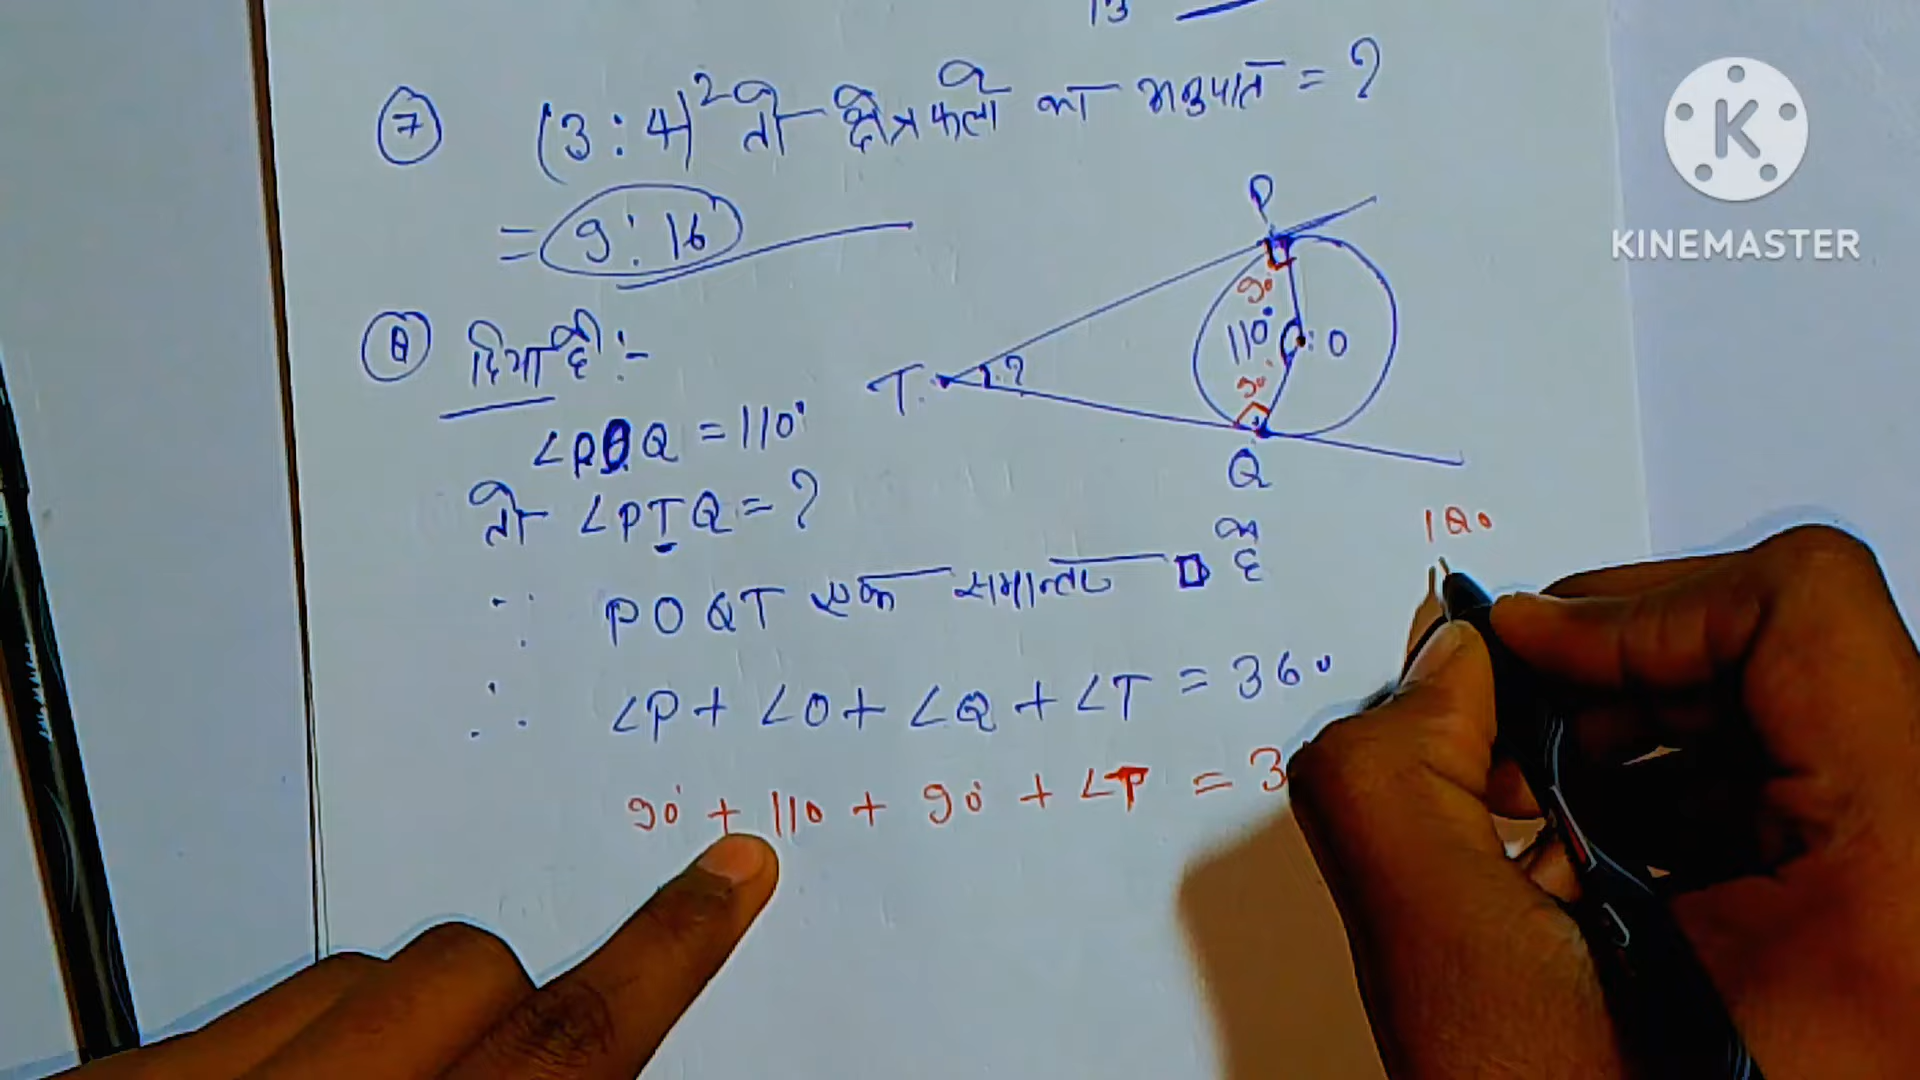 13
7 (3:4)² तो क्षेत्रफलो का अनुपात = ?
= 9:16
K
KINEMASTER
8 दिया है :-
∠POQ = 110°
तो ∠PTQ = ?
P
90°
110° O
90°
T ?
Q
∵ POQT एक समान्तर □ है
180
∴ ∠P + ∠O + ∠Q + ∠T = 360
90° + 110 + 90° + ∠T = 3